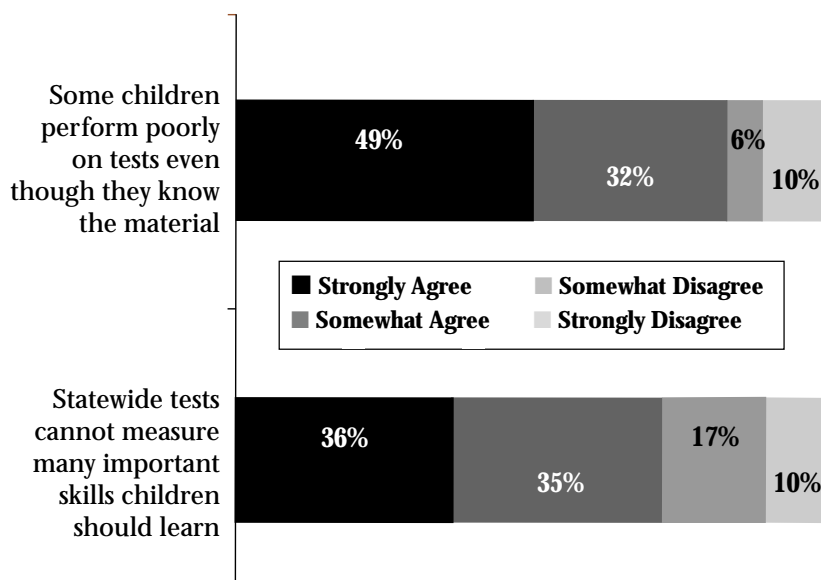 Some children
perform poorly
on tests even
though they know
the material
49%
32%
6%
10%
Strongly Agree
Somewhat Disagree
Somewhat Agree
Strongly Disagree
Statewide tests
cannot measure
many important
skills children
should learn
36%
35%
17%
10%